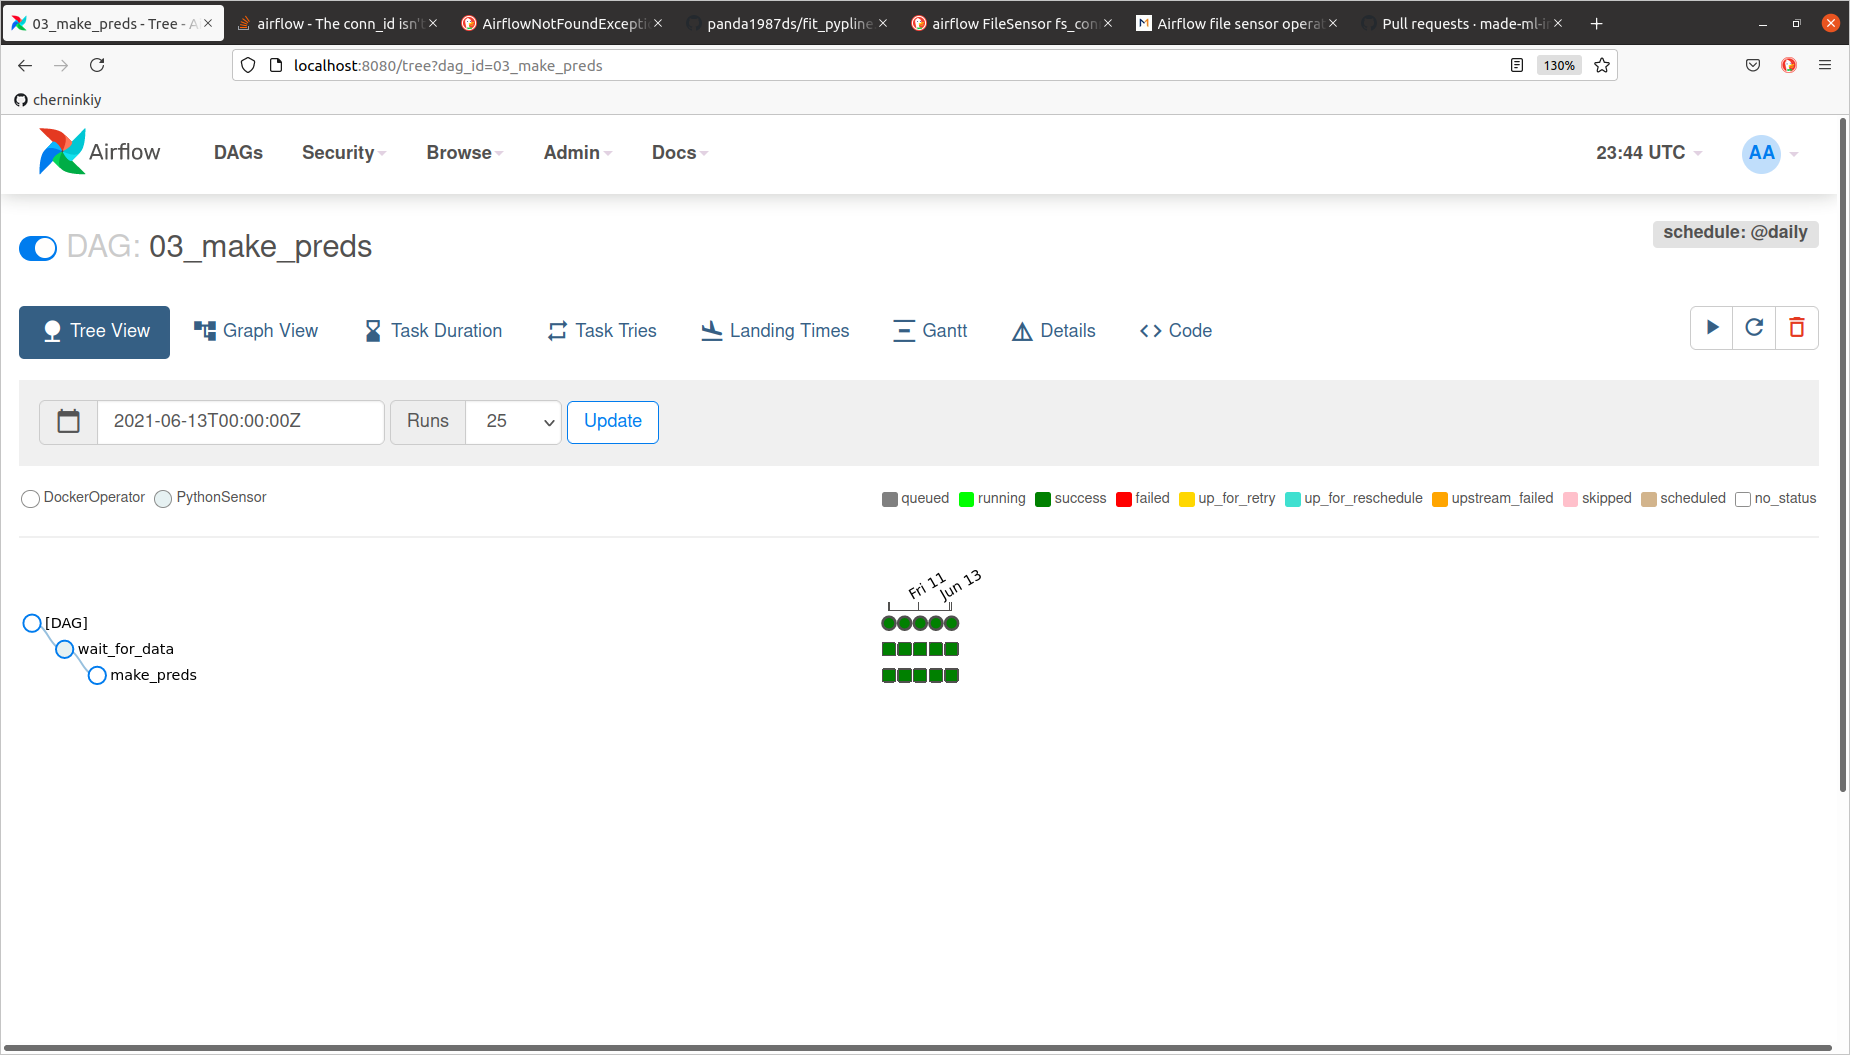 03_make_preds - Tree - A
airflow - The conn_id isn't
AirflowNotFoundExcepti
panda1987ds/fit_pypline
airflow FileSensor fs_con
Airflow file sensor operat
Pull requests · made-ml-i
localhost:8080/tree?dag_id=03_make_preds
130%
cherninkiy
Airflow
DAGs
Security
Browse
Admin
Docs
23:44 UTC
AA
DAG: 03_make_preds
schedule: @daily
Tree View
Graph View
Task Duration
Task Tries
Landing Times
Gantt
Details
Code
2021-06-13T00:00:00Z
Runs
25
Update
DockerOperator
PythonSensor
queued
running
success
failed
up_for_retry
up_for_reschedule
upstream_failed
skipped
scheduled
no_status
Fri 11
Jun 13
[DAG]
wait_for_data
make_preds